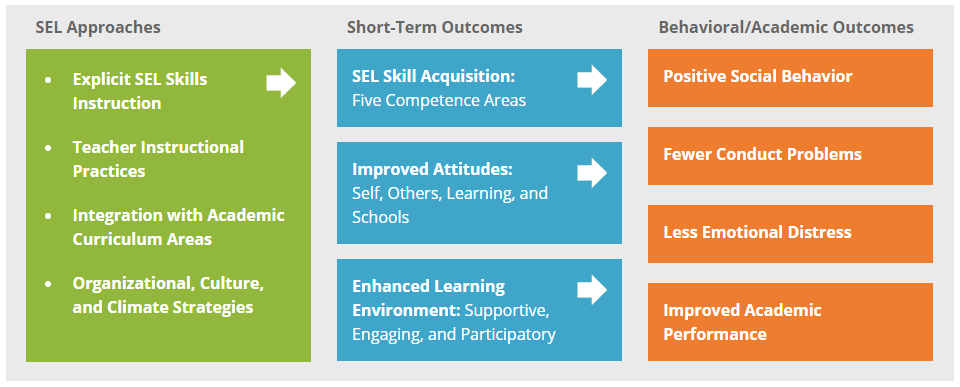 SEL Approaches
Explicit SEL Skills
Instruction
Teacher Instructional
Practices
Integration with Academic
Curriculum Areas
Organizational, Culture,
and Climate Strategies
Short-Term Outcomes
SEL Skill Acquisition:
Five Competence Areas
Improved Attitudes:
Self, Others, Learning, and
Schools
Enhanced Learning
Environment: Supportive,
Engaging, and Participatory
Behavioral/Academic Outcomes
Positive Social Behavior
Fewer Conduct Problems
Less Emotional Distress
Improved Academic
Performance